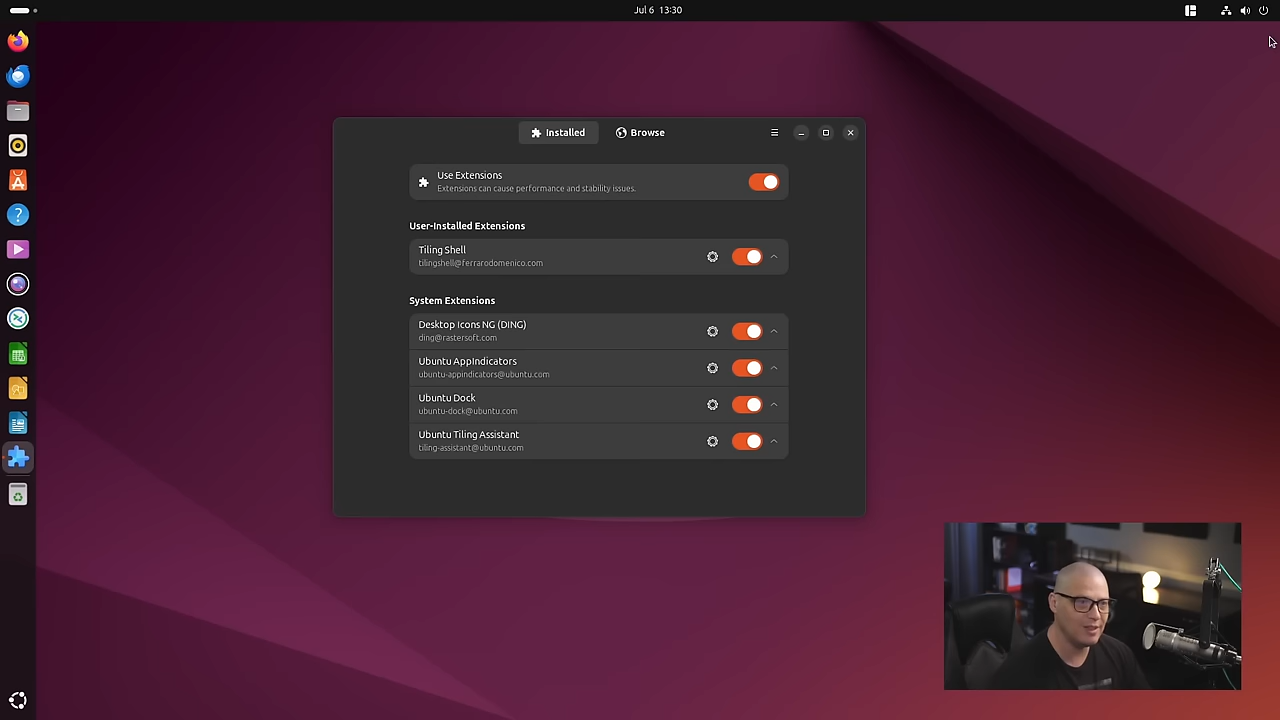 Jul 6 13:30
Installed
Browse
Use Extensions
Extensions can cause performance and stability issues.
User-Installed Extensions
Tiling Shell
tilingshell@ferrarodomenico.com
System Extensions
Desktop Icons NG (DING)
ding@rastersoft.com
Ubuntu AppIndicators
ubuntu-appindicators@ubuntu.com
Ubuntu Dock
ubuntu-dock@ubuntu.com
Ubuntu Tiling Assistant
tiling-assistant@ubuntu.com